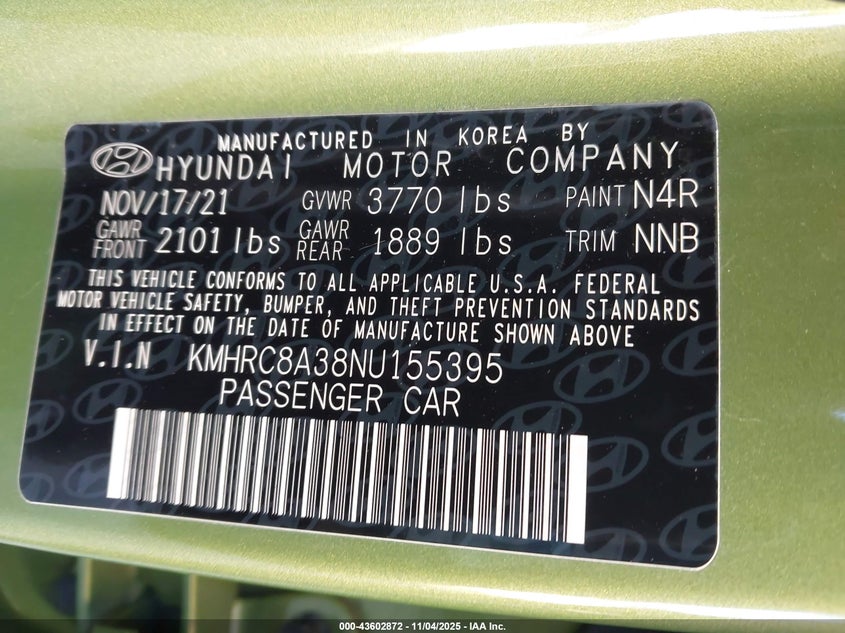 MANUFACTURED IN KOREA BY
HYUNDAI MOTOR COMPANY
NOV/17/21 GVWR 3770 lbs PAINT N4R
GAWR FRONT 2101 lbs GAWR REAR 1889 lbs TRIM NNB
THIS VEHICLE CONFORMS TO ALL APPLICABLE U.S.A. FEDERAL
MOTOR VEHICLE SAFETY, BUMPER, AND THEFT PREVENTION STANDARDS
IN EFFECT ON THE DATE OF MANUFACTURE SHOWN ABOVE
V.I.N KMHRC8A38NU155395
PASSENGER CAR
000-43602872 - 11/04/2025 - IAA Inc.